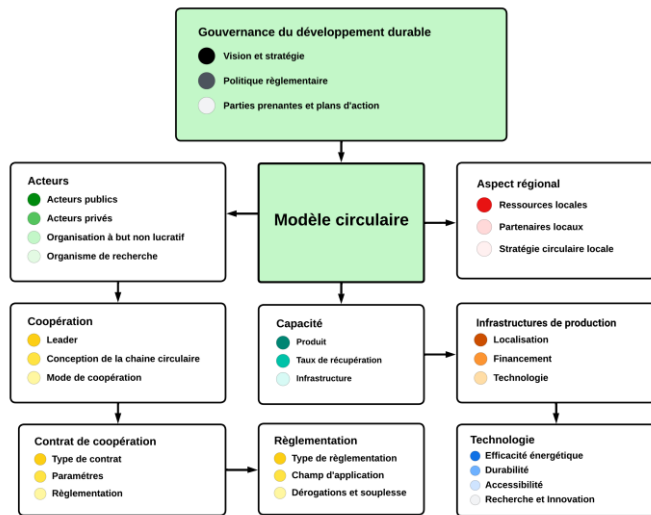 Gouvernance du développement durable
Vision et stratégie
Politique règlementaire
Parties prenantes et plans d'action
Acteurs
Acteurs publics
Acteurs privés
Organisation à but non lucratif
Organisme de recherche
Modèle circulaire
Aspect régional
Ressources locales
Partenaires locaux
Stratégie circulaire locale
Coopération
Leader
Conception de la chaine circulaire
Mode de coopération
Capacité
Produit
Taux de récupération
Infrastructure
Infrastructures de production
Localisation
Financement
Technologie
Contrat de coopération
Type de contrat
Paramétres
Règlementation
Règlementation
Type de règlementation
Champ d'application
Dérogations et souplesse
Technologie
Efficacité énergétique
Durabilité
Accessibilité
Recherche et Innovation